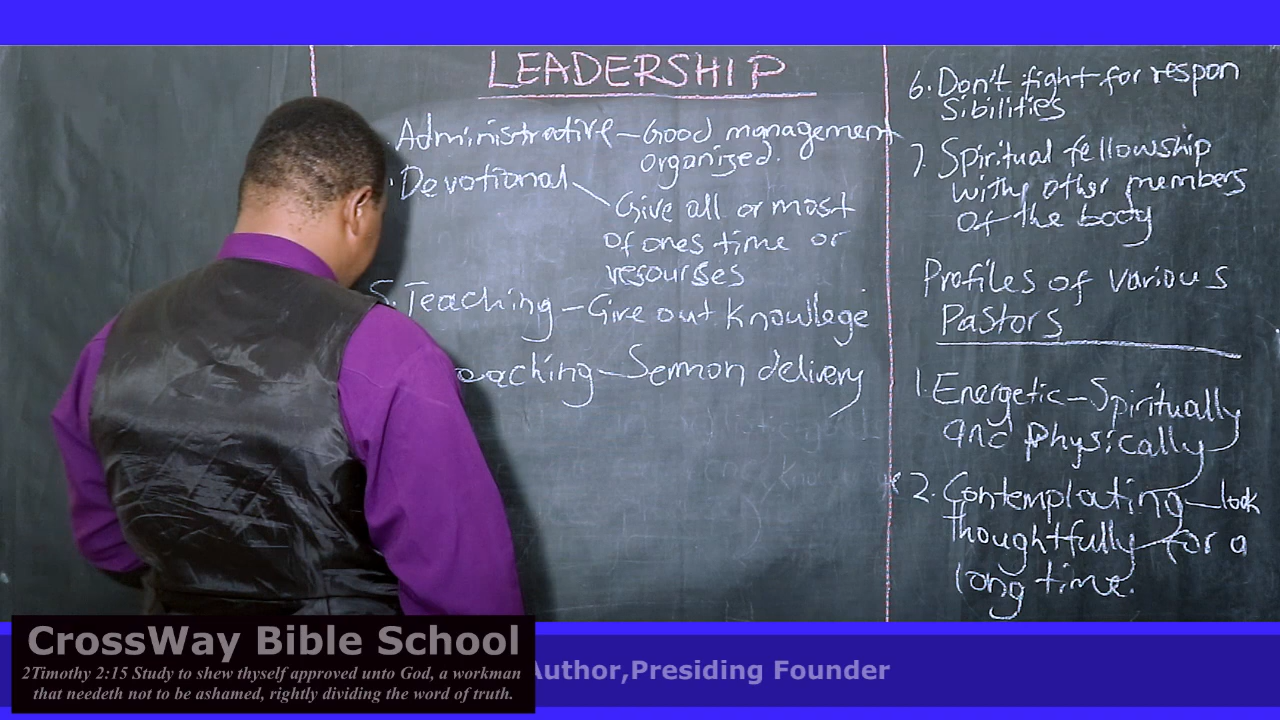 LEADERSHIP
Administrative - Good management
organized.
Devotional
Give all or most
of ones time or
resourses
5. Teaching - Give out Knowlege
eaching - Sermon delivery
6. Don't fight for respon
sibilities
7. Spiritual fellowship
withy other members
of the body
Profiles of various
Pastors
1. Energetic - Spiritually
and Physically
* 2. Contemplating - look
thoughtfully for a
long time.
CrossWay Bible School
2Timothy 2:15 Study to shew thyself approved unto God, a workman
that needeth not to be ashamed, rightly dividing the word of truth.
Author,Presiding Founder